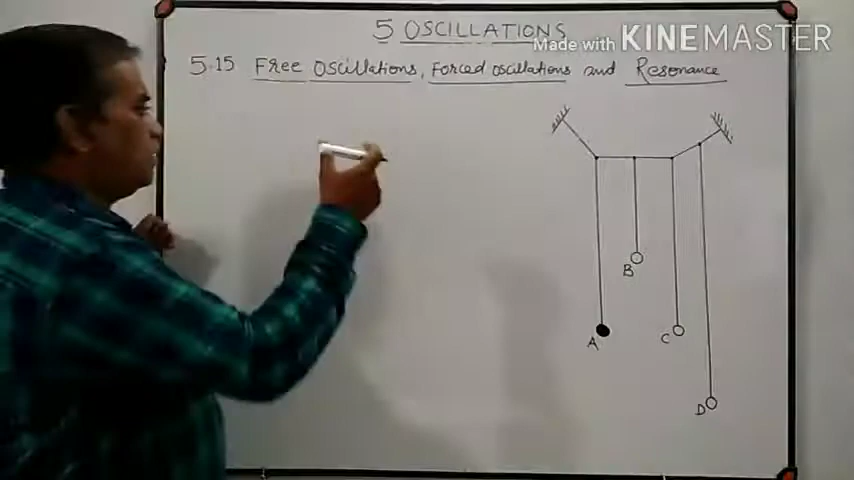 5 OSCILLATIONS
Made with KINEMASTER
5.15 Free Oscillations, Forced oscillations and Resonance
B
A
C
D